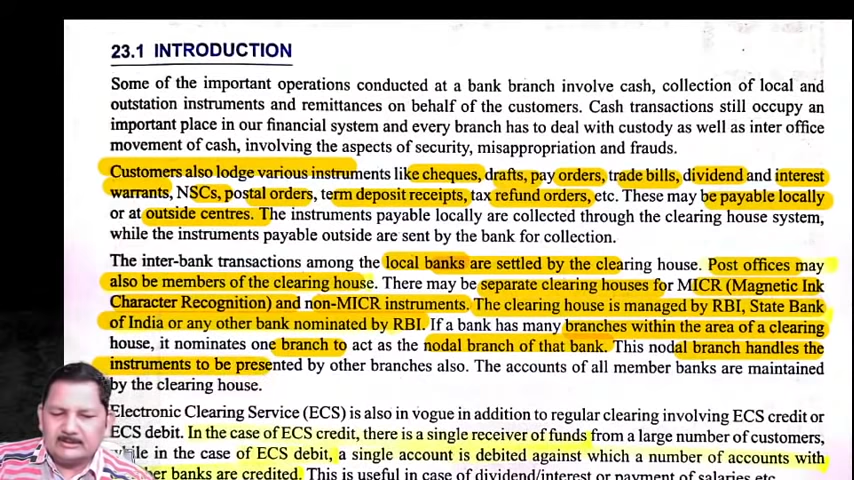 23.1 INTRODUCTION
Some of the important operations conducted at a bank branch involve cash, collection of local and
outstation instruments and remittances on behalf of the customers. Cash transactions still occupy an
important place in our financial system and every branch has to deal with custody as well as inter office
movement of cash, involving the aspects of security, misappropriation and frauds.
Customers also lodge various instruments like cheques, drafts, pay orders, trade bills, dividend and interest
warrants, NSCs, postal orders, term deposit receipts, tax refund orders, etc. These may be payable locally
or at outside centres. The instruments payable locally are collected through the clearing house system,
while the instruments payable outside are sent by the bank for collection.
The inter-bank transactions among the local banks are settled by the clearing house. Post offices may
also be members of the clearing house. There may be separate clearing houses for MICR (Magnetic Ink
Character Recognition) and non-MICR instruments. The clearing house is managed by RBI, State Bank
of India or any other bank nominated by RBI. If a bank has many branches within the area of a clearing
house, it nominates one branch to act as the nodal branch of that bank. This nodal branch handles the
instruments to be presented by other branches also. The accounts of all member banks are maintained
by the clearing house.
Electronic Clearing Service (ECS) is also in vogue in addition to regular clearing involving ECS credit or
ECS debit. In the case of ECS credit, there is a single receiver of funds from a large number of customers,
while in the case of ECS debit, a single account is debited against which a number of accounts with
banks are credited. This is useful in case of dividend/interest or payment of salaries etc.